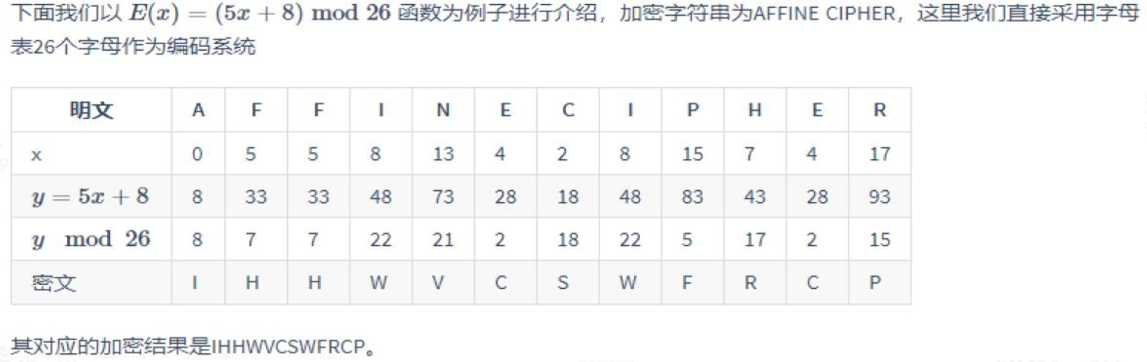 下面我们以 E(x) = (5x + 8) mod 26 函数为例子进行介绍，加密字符串为AFFINE CIPHER，这里我们直接采用字母
表26个字母作为编码系统
明文 A F F I N E C I P H E R
x 0 5 5 8 13 4 2 8 15 7 4 17
y = 5x + 8 8 33 33 48 73 28 18 48 83 43 28 93
y mod 26 8 7 7 22 21 2 18 22 5 17 2 15
密文 I H H W V C S W F R C P
其对应的加密结果是IHHWVCSWFRCP。